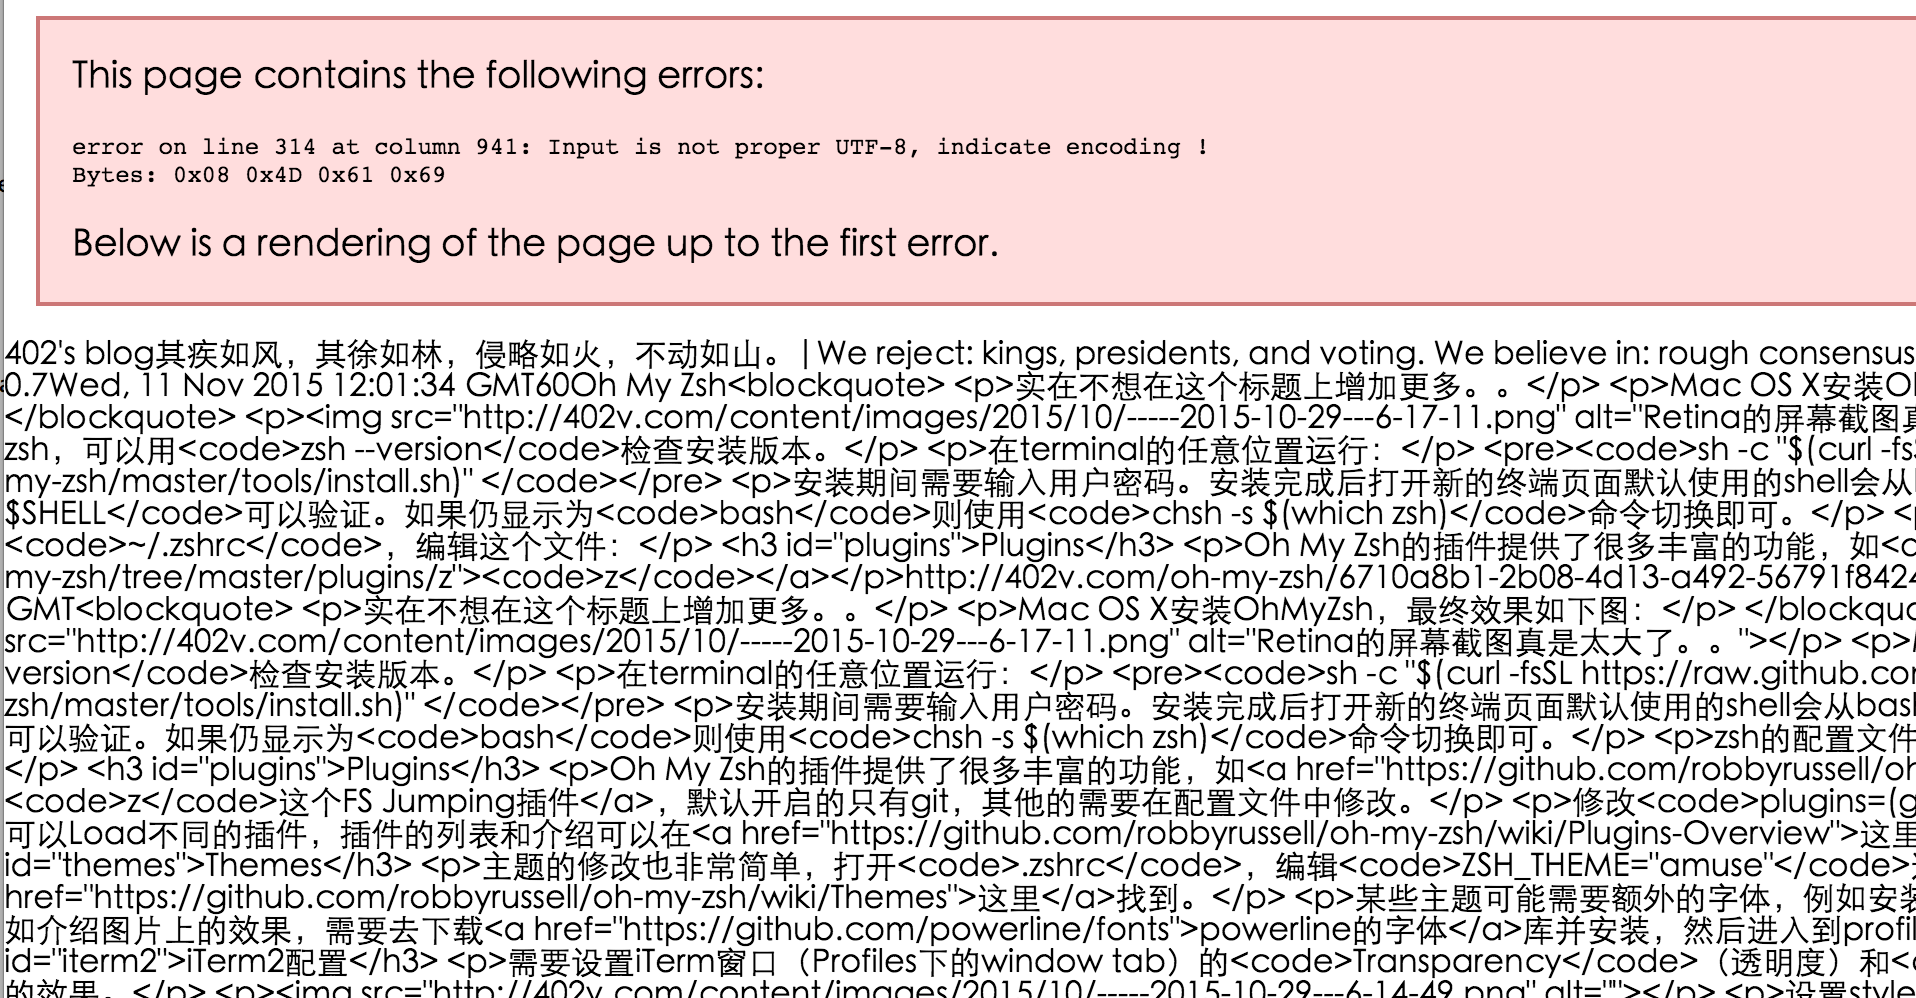 This page contains the following errors:
error on line 314 at column 941: Input is not proper UTF-8, indicate encoding !
Bytes: 0x08 0x4D 0x61 0x69
Below is a rendering of the page up to the first error.
402's blog其疾如风，其徐如林，侵略如火，不动如山。 | We reject: kings, presidents, and voting. We believe in: rough consensus
0.7Wed, 11 Nov 2015 12:01:34 GMT60Oh My Zsh<blockquote> <p>实在不想在这个标题上增加更多。。</p> <p>Mac OS X安装Oh
</blockquote> <p><img src="http://402v.com/content/images/2015/10/-----2015-10-29---6-17-11.png" alt="Retina的屏幕截图真
zsh，可以用<code>zsh --version</code>检查安装版本。</p> <p>在terminal的任意位置运行：</p> <pre><code>sh -c "$(curl -fsS
my-zsh/master/tools/install.sh)" </code></pre> <p>安装期间需要输入用户密码。安装完成后打开新的终端页面默认使用的shell会从
$SHELL</code>可以验证。如果仍显示为<code>bash</code>则使用<code>chsh -s $(which zsh)</code>命令切换即可。</p> <p
<code>~/.zshrc</code>，编辑这个文件：</p> <h3 id="plugins">Plugins</h3> <p>Oh My Zsh的插件提供了很多丰富的功能，如<
my-zsh/tree/master/plugins/z"><code>z</code></a></p>http://402v.com/oh-my-zsh/6710a8b1-2b08-4d13-a492-56791f8424
GMT<blockquote> <p>实在不想在这个标题上增加更多。。</p> <p>Mac OS X安装OhMyZsh，最终效果如下图：</p> </blockquo
src="http://402v.com/content/images/2015/10/-----2015-10-29---6-17-11.png" alt="Retina的屏幕截图真是太大了。。"></p> <p>
version</code>检查安装版本。</p> <p>在terminal的任意位置运行：</p> <pre><code>sh -c "$(curl -fsSL https://raw.github.co
zsh/master/tools/install.sh)" </code></pre> <p>安装期间需要输入用户密码。安装完成后打开新的终端页面默认使用的shell会从bas
可以验证。如果仍显示为<code>bash</code>则使用<code>chsh -s $(which zsh)</code>命令切换即可。</p> <p>zsh的配置文件
</p> <h3 id="plugins">Plugins</h3> <p>Oh My Zsh的插件提供了很多丰富的功能，如<a href="https://github.com/robbyrussell/oh
<code>z</code>这个FS Jumping插件</a>，默认开启的只有git，其他的需要在配置文件中修改。</p> <p>修改<code>plugins=(g
可以Load不同的插件，插件的列表和介绍可以在<a href="https://github.com/robbyrussell/oh-my-zsh/wiki/Plugins-Overview">这里
id="themes">Themes</h3> <p>主题的修改也非常简单，打开<code>.zshrc</code>，编辑<code>ZSH_THEME="amuse"</code>
href="https://github.com/robbyrussell/oh-my-zsh/wiki/Themes">这里</a>找到。</p> <p>某些主题可能需要额外的字体，例如安装
如介绍图片上的效果，需要去下载<a href="https://github.com/powerline/fonts">powerline的字体</a>库并安装，然后进入到profil
id="iterm2">iTerm2配置</h3> <p>需要设置iTerm窗口（Profiles下的window tab）的<code>Transparency</code>（透明度）和<
的效果。</p> <p><img src="http://402v.com/content/images/2015/10/-----2015-10-29---6-14-49.png" alt=""></p> <p>设置style